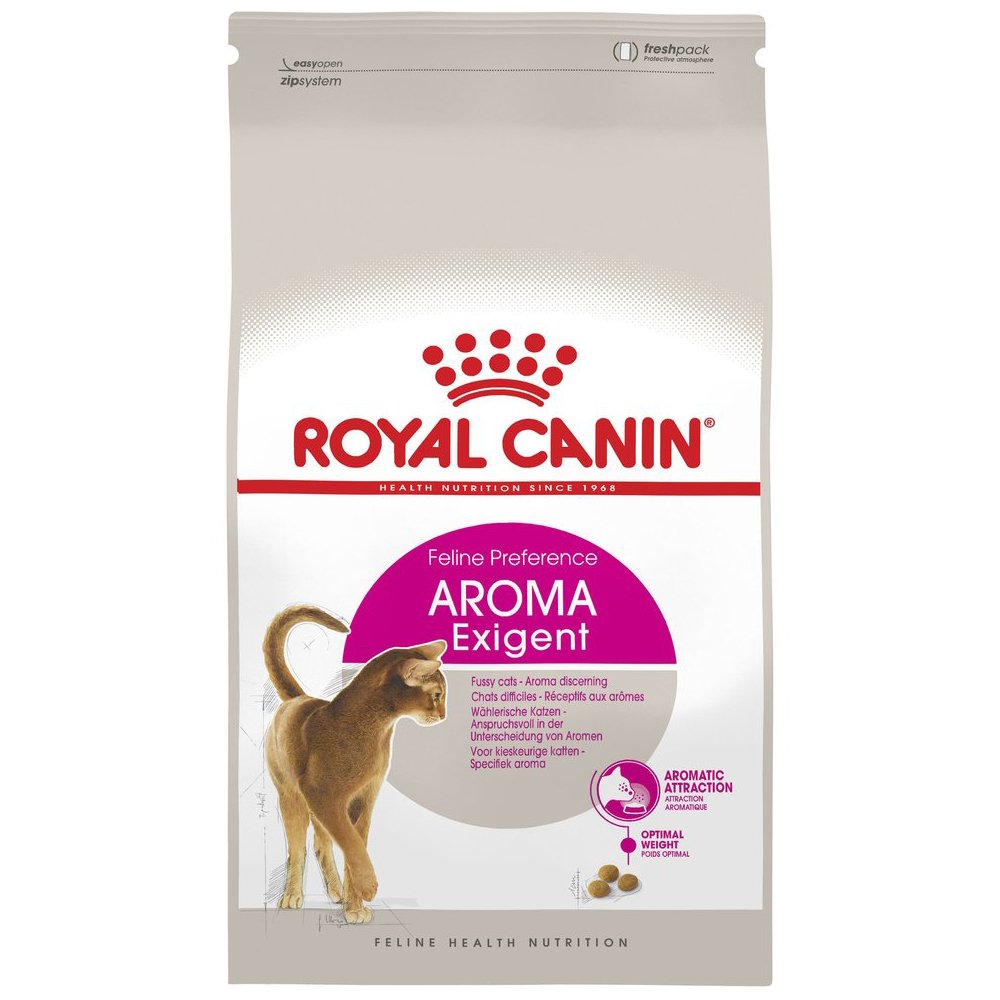 easyopen
zipsystem
freshpack
Protective atmosphere
ROYAL CANIN®
HEALTH NUTRITION SINCE 1968
Feline Preference
AROMA
Exigent
Fussy cats - Aroma discerning
Chats difficiles - Réceptifs aux arômes
Wählerische Katzen -
Anspruchsvoll in der
Unterscheidung von Aromen
Voor kieskeurige katten -
Specifiek aroma
AROMATIC
ATTRACTION
ATTRACTION
AROMATIQUE
OPTIMAL
WEIGHT
POIDS OPTIMAL
FELINE HEALTH NUTRITION